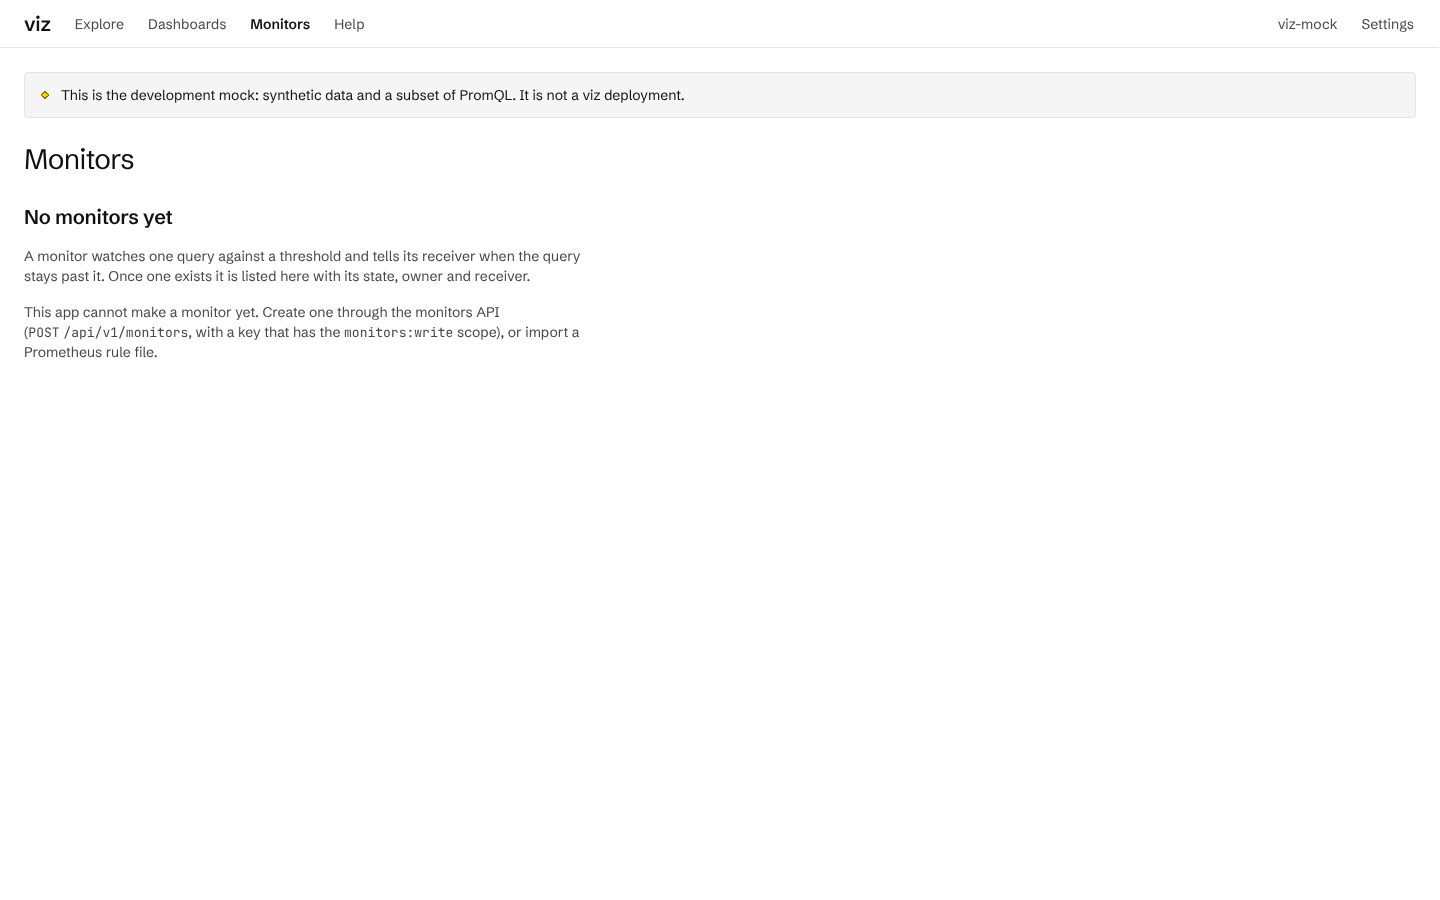 viz Explore Dashboards Monitors Help viz-mock Settings
This is the development mock: synthetic data and a subset of PromQL. It is not a viz deployment.
Monitors
No monitors yet
A monitor watches one query against a threshold and tells its receiver when the query
stays past it. Once one exists it is listed here with its state, owner and receiver.
This app cannot make a monitor yet. Create one through the monitors API
(POST /api/v1/monitors, with a key that has the monitors:write scope), or import a
Prometheus rule file.